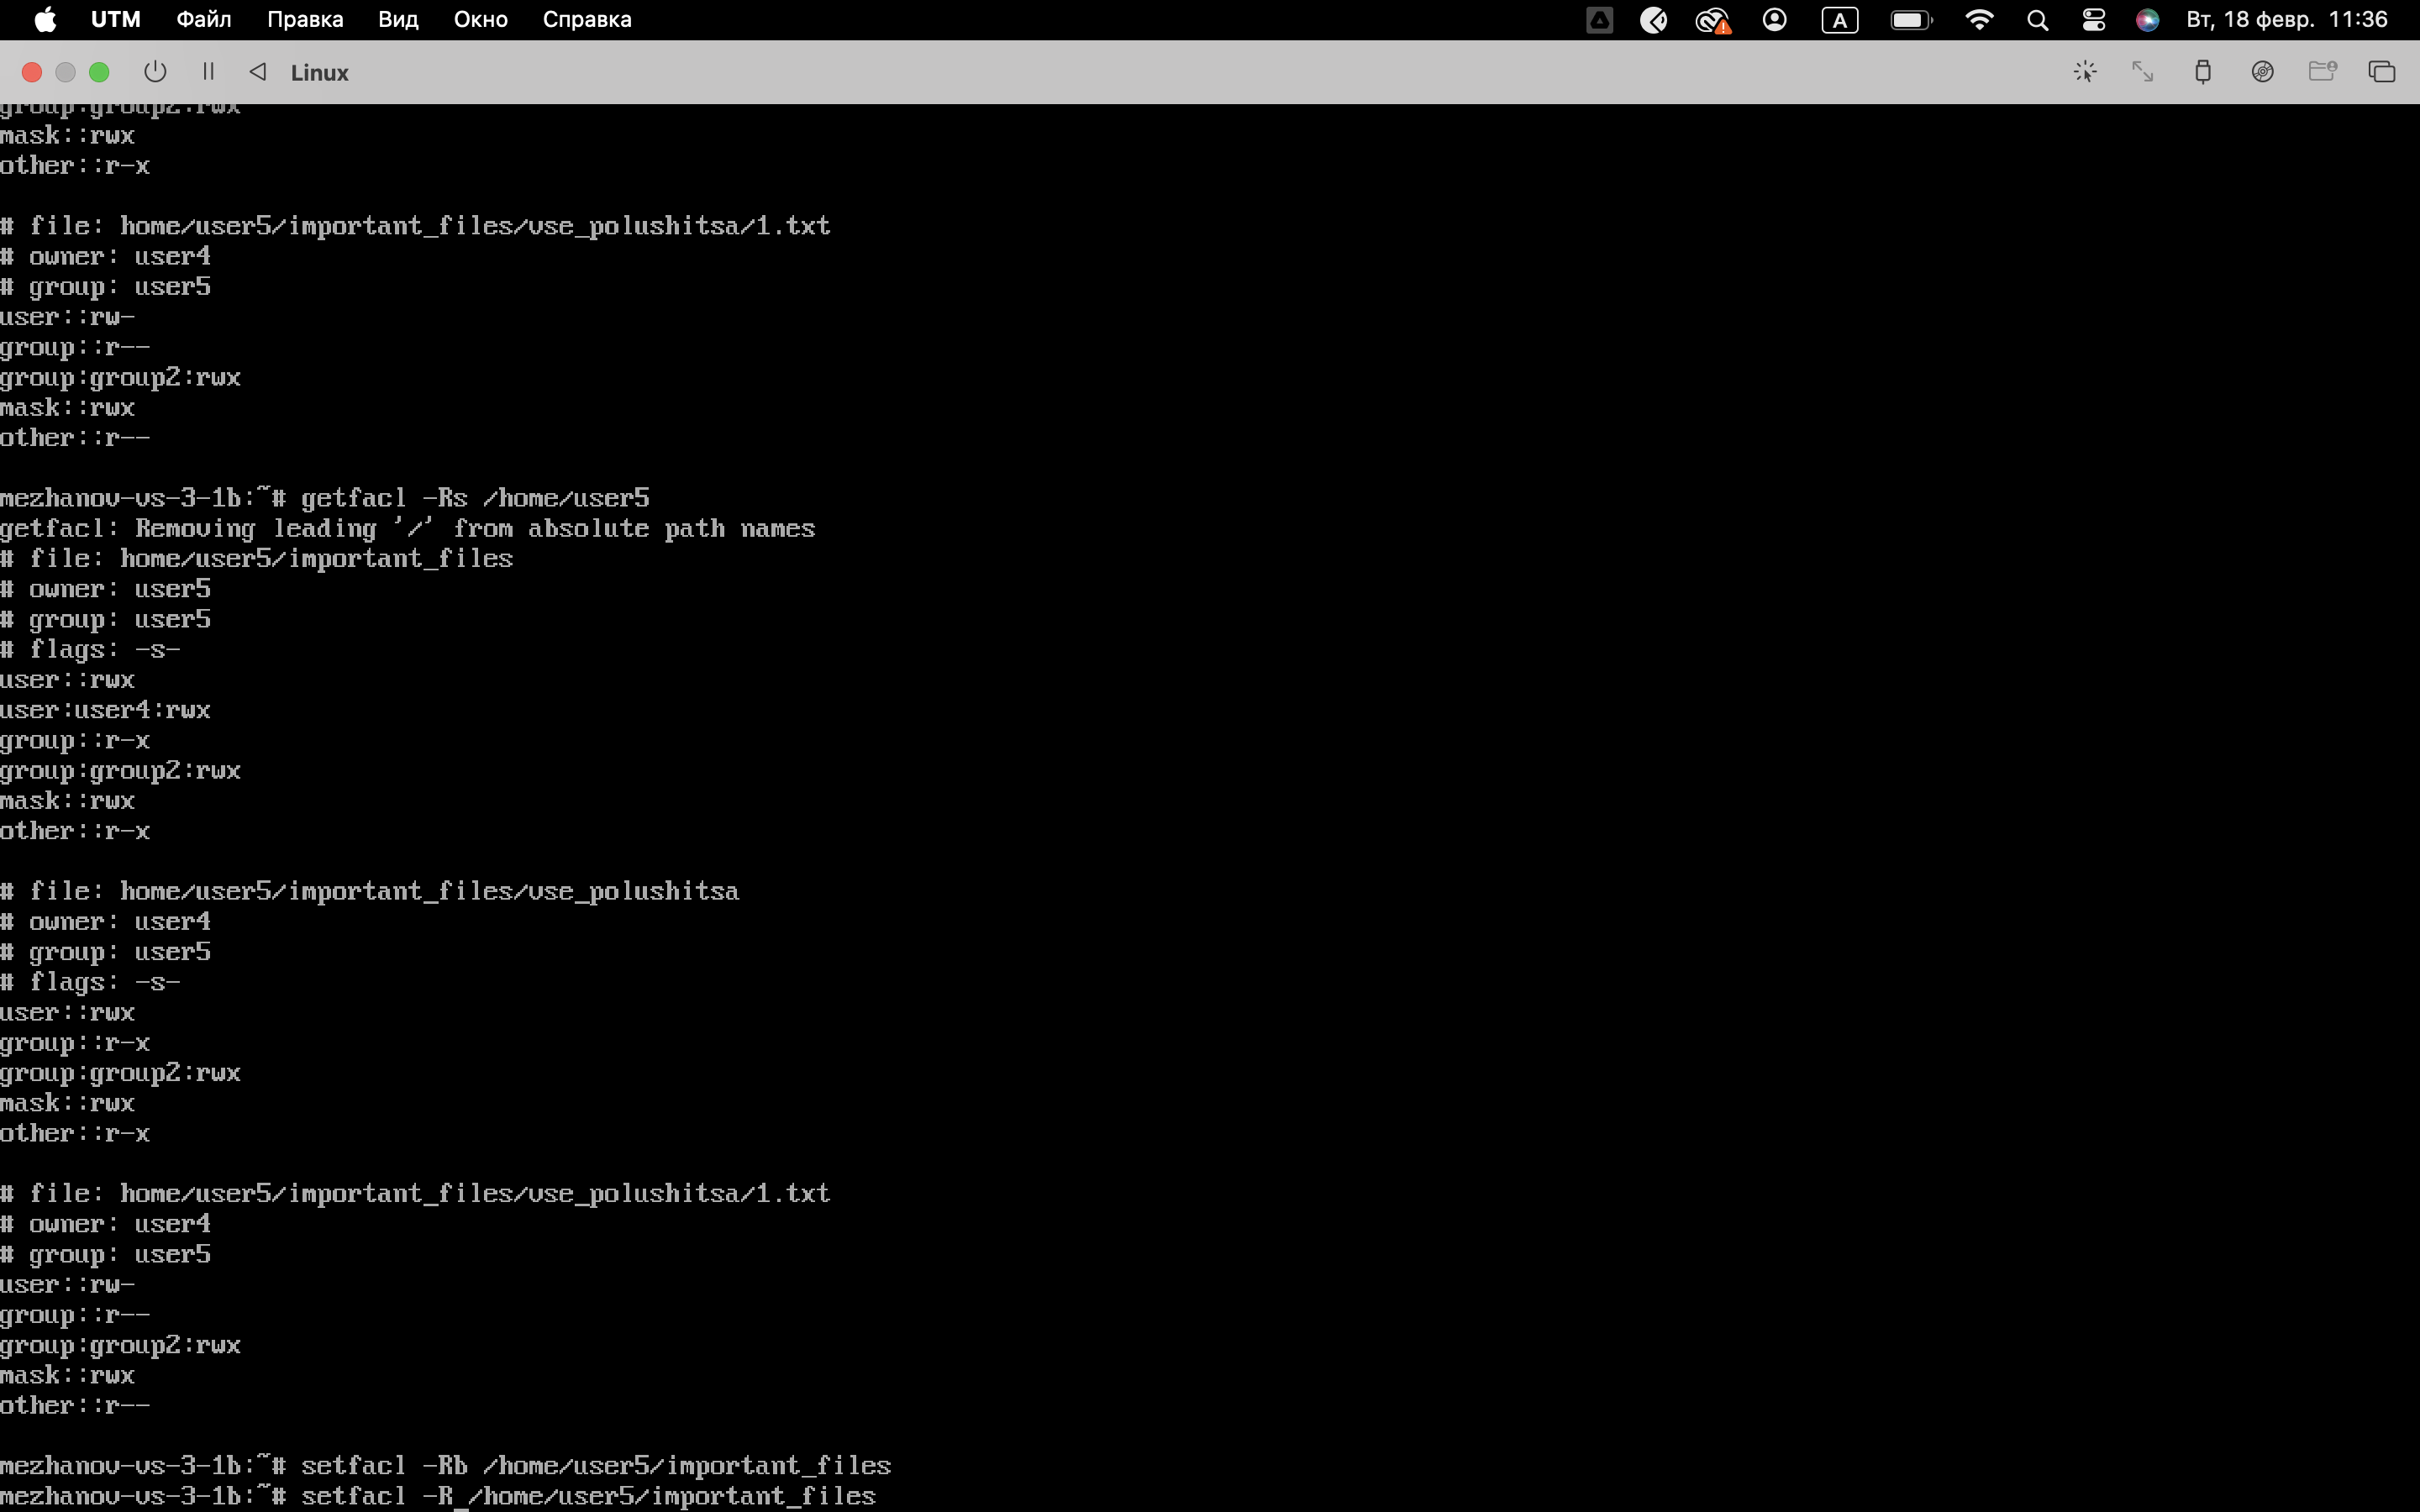 UTM Файл Правка Вид Окно Справка A Вт, 18 февр. 11:36
Linux
group:group2:rwx
mask::rwx
other::r-x
# file: home/user5/important_files/vse_polushitsa/1.txt
# owner: user4
# group: user5
user::rw-
group::r--
group:group2:rwx
mask::rwx
other::r--
mezhanov-vs-3-1b:~# getfacl -Rs /home/user5
getfacl: Removing leading '/' from absolute path names
# file: home/user5/important_files
# owner: user5
# group: user5
# flags: -s-
user::rwx
user:user4:rwx
group::r-x
group:group2:rwx
mask::rwx
other::r-x
# file: home/user5/important_files/vse_polushitsa
# owner: user4
# group: user5
# flags: -s-
user::rwx
group::r-x
group:group2:rwx
mask::rwx
other::r-x
# file: home/user5/important_files/vse_polushitsa/1.txt
# owner: user4
# group: user5
user::rw-
group::r--
group:group2:rwx
mask::rwx
other::r--
mezhanov-vs-3-1b:~# setfacl -Rb /home/user5/important_files
mezhanov-vs-3-1b:~# setfacl -R_/home/user5/important_files